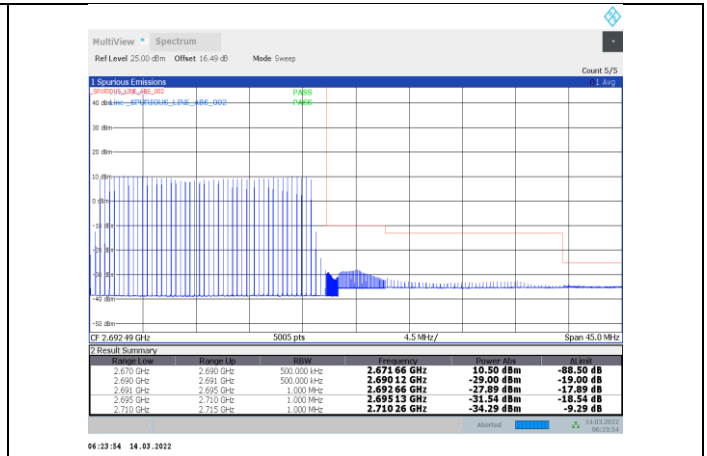 MultiView Spectrum
Ref Level 25.00 dBm Offset 16.49 dB Mode Sweep
Count 5/5
1 Spurious Emissions 1 Avg
_SPURIOUS_LINE_ABS_002 PASS
40 dBm Line _SPURIOUS_LINE_ABS_002 PASS
30 dBm
20 dBm
10 dBm
0 dBm
-10 dBm
-20 dBm
-30 dBm
-40 dBm
-50 dBm
CF 2.692 49 GHz 5005 pts 4.5 MHz/ Span 45.0 MHz
2 Result Summary
Range Low Range Up RBW Frequency Power Abs ΔLimit
2.670 GHz 2.690 GHz 500.000 kHz 2.671 66 GHz 10.50 dBm -88.50 dB
2.690 GHz 2.691 GHz 500.000 kHz 2.690 12 GHz -29.00 dBm -19.00 dB
2.691 GHz 2.695 GHz 1.000 MHz 2.692 66 GHz -27.89 dBm -17.89 dB
2.695 GHz 2.710 GHz 1.000 MHz 2.695 13 GHz -31.54 dBm -18.54 dB
2.710 GHz 2.715 GHz 1.000 MHz 2.710 26 GHz -34.29 dBm -9.29 dB
Aborted 14.03.2022
06:23:54
06:23:54 14.03.2022